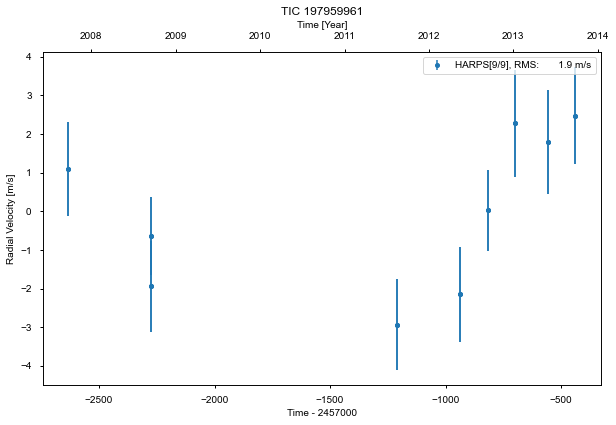 TIC 197959961
Time [Year]
2008 2009 2010 2011 2012 2013 2014
HARPS[9/9], RMS: 1.9 m/s
4
3
2
1
0
−1
−2
−3
−4
Radial Velocity [m/s]
−2500 −2000 −1500 −1000 −500
Time - 2457000